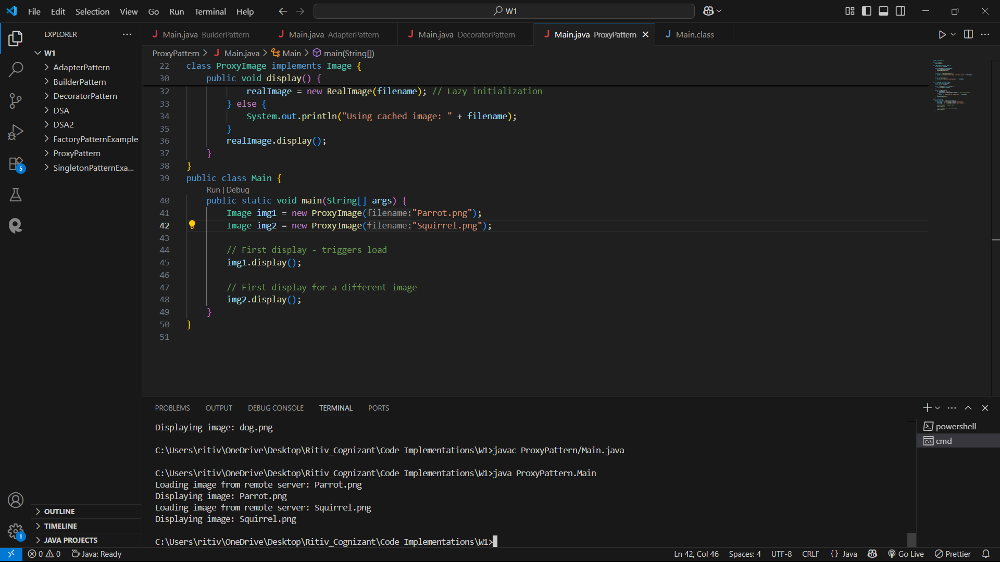 File Edit Selection View Go Run Terminal Help
W1
EXPLORER
W1
AdapterPattern
BuilderPattern
DecoratorPattern
DSA
DSA2
FactoryPatternExample
ProxyPattern
SingletonPatternExa...
OUTLINE
TIMELINE
JAVA PROJECTS
5
1
Main.java BuilderPattern
Main.java AdapterPattern
Main.java DecoratorPattern
Main.java ProxyPattern
Main.class
ProxyPattern > Main.java > Main > main(String[])
22 class ProxyImage implements Image {
30 public void display() {
32 realImage = new RealImage(filename); // Lazy initialization
33 } else {
34 System.out.println("Using cached image: " + filename);
35 }
36 realImage.display();
37 }
38 }
39 public class Main {
Run | Debug
40 public static void main(String[] args) {
41 Image img1 = new ProxyImage(filename:"Parrot.png");
42 Image img2 = new ProxyImage(filename:"Squirrel.png");
43
44 // First display - triggers load
45 img1.display();
46
47 // First display for a different image
48 img2.display();
49 }
50 }
51
PROBLEMS OUTPUT DEBUG CONSOLE TERMINAL PORTS
Displaying image: dog.png
C:\Users\ritiv\OneDrive\Desktop\Ritiv_Cognizant\Code Implementations\W1>javac ProxyPattern/Main.java
C:\Users\ritiv\OneDrive\Desktop\Ritiv_Cognizant\Code Implementations\W1>java ProxyPattern.Main
Loading image from remote server: Parrot.png
Displaying image: Parrot.png
Loading image from remote server: Squirrel.png
Displaying image: Squirrel.png
C:\Users\ritiv\OneDrive\Desktop\Ritiv_Cognizant\Code Implementations\W1>
powershell
cmd
0 0 Java: Ready
Ln 42, Col 46 Spaces: 4 UTF-8 CRLF {} Java Go Live Prettier